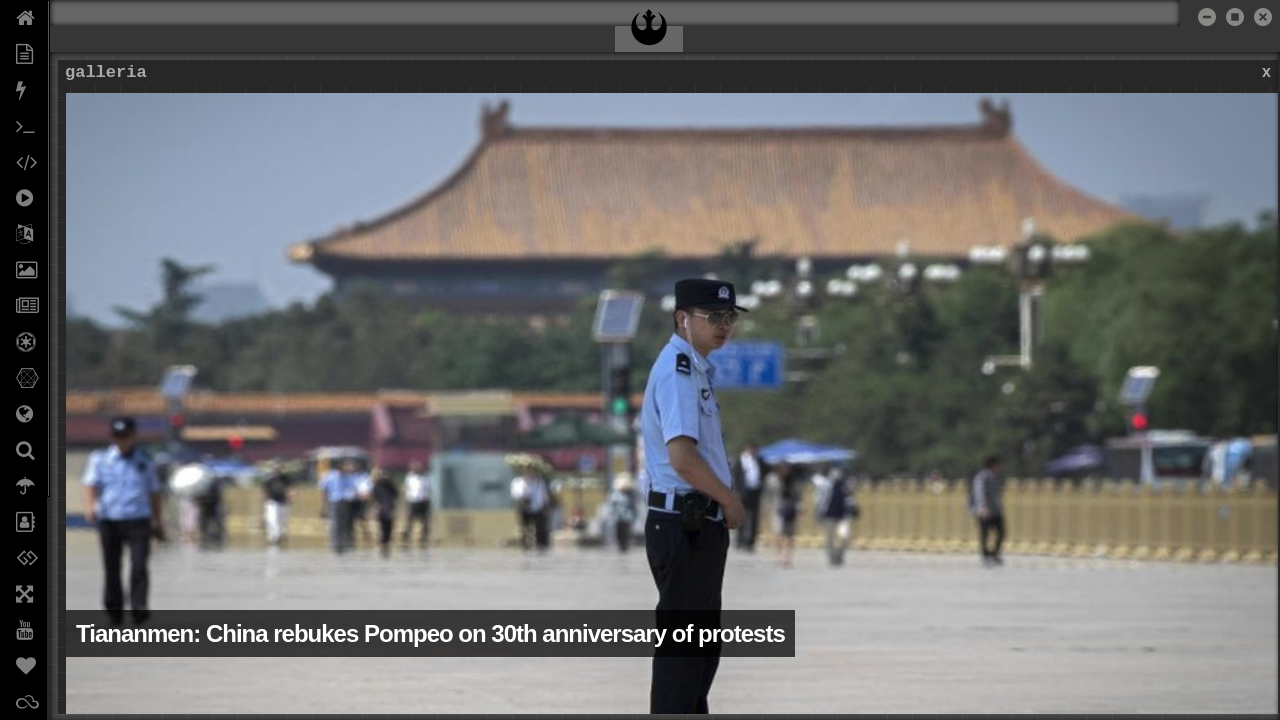 galleria
x
Tiananmen: China rebukes Pompeo on 30th anniversary of protests